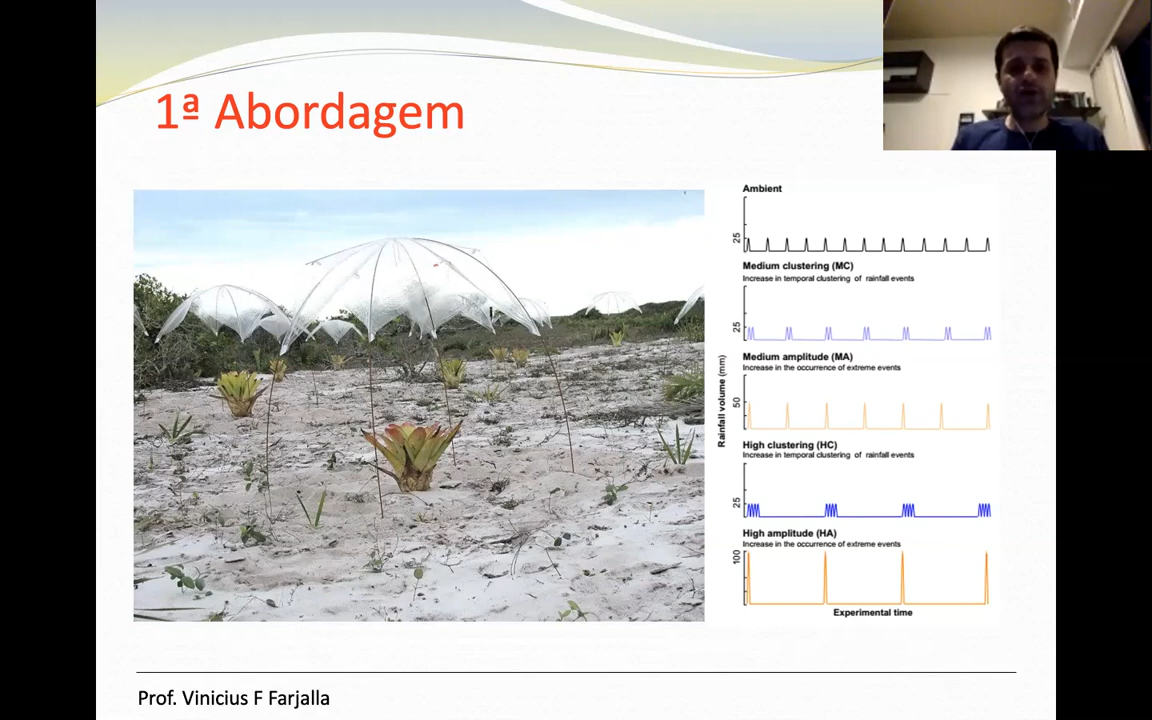 1ª Abordagem
Ambient
25
Medium clustering (MC)
Increase in temporal clustering of rainfall events
25
Medium amplitude (MA)
Increase in the occurrence of extreme events
50
Rainfall volume (mm)
High clustering (HC)
Increase in temporal clustering of rainfall events
25
High amplitude (HA)
Increase in the occurrence of extreme events
100
Experimental time
Prof. Vinicius F Farjalla